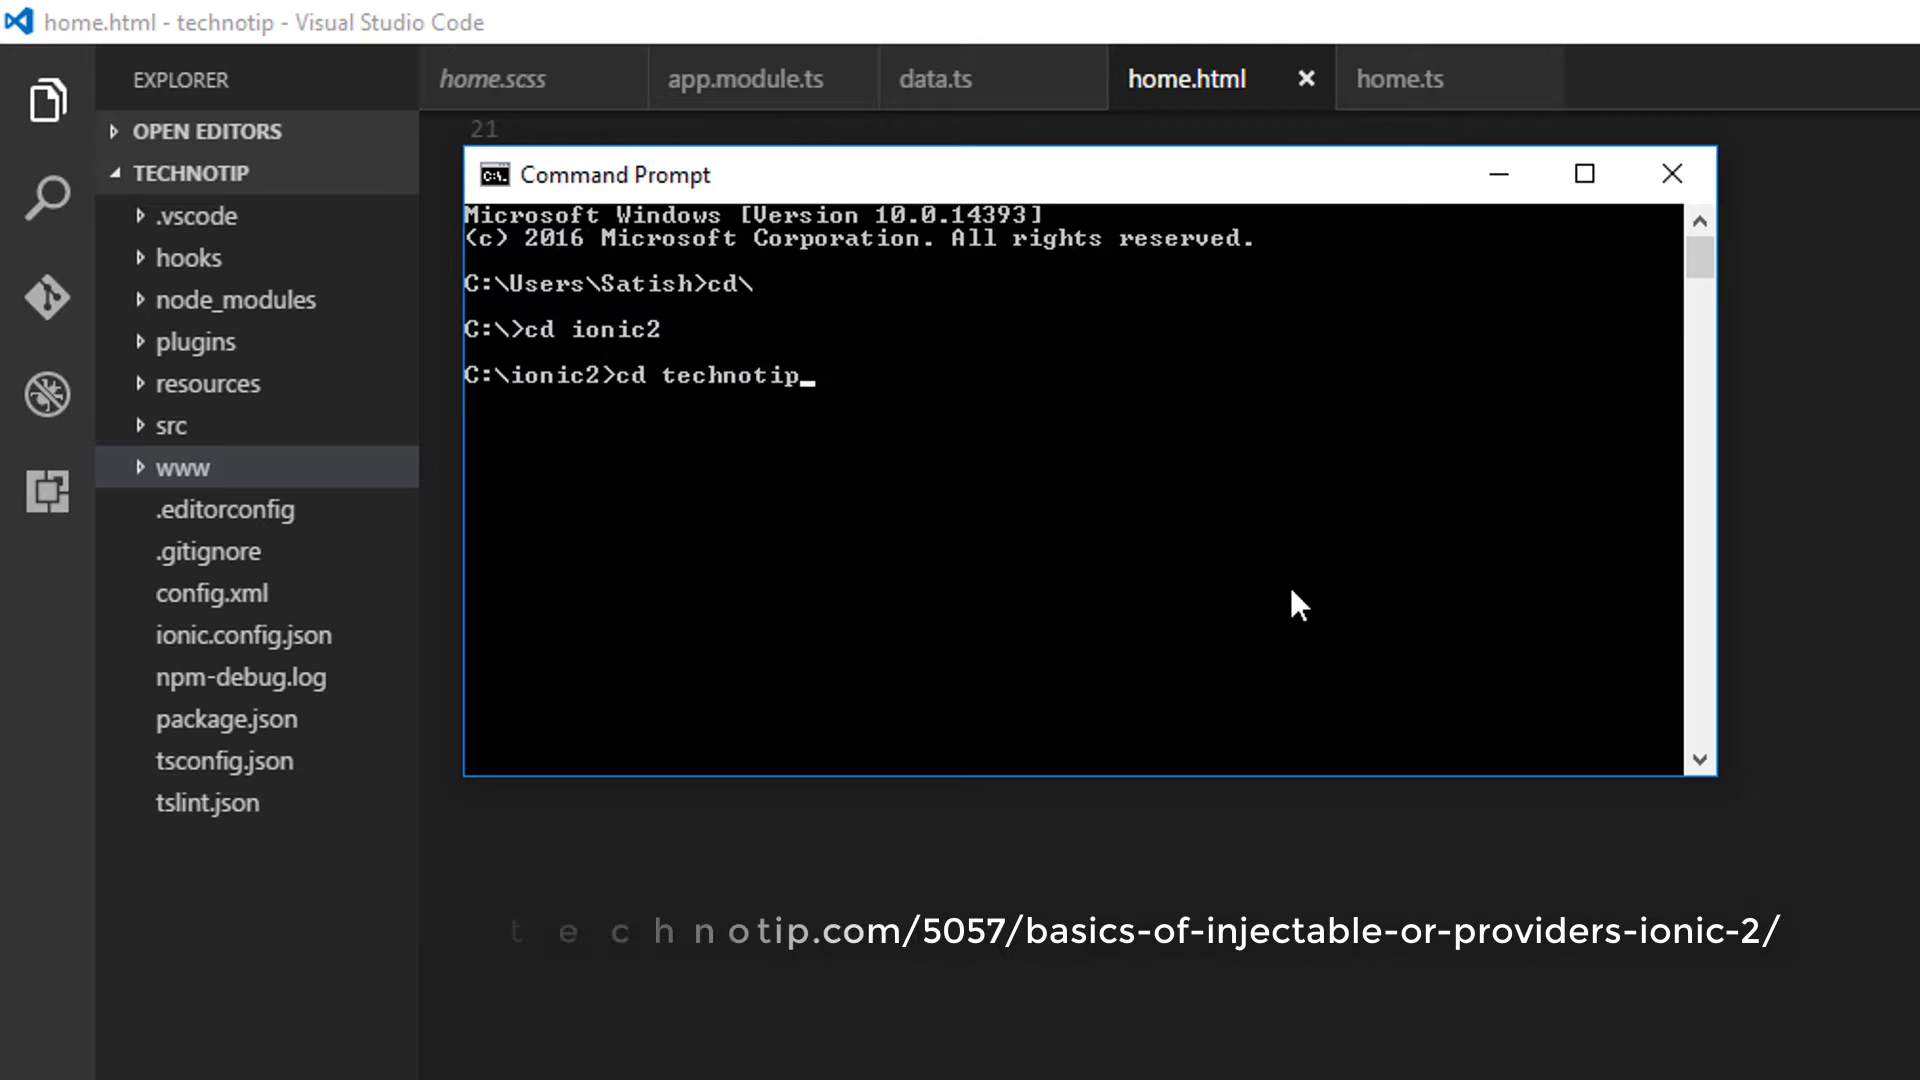 home.html - technotip - Visual Studio Code
EXPLORER
OPEN EDITORS
TECHNOTIP
.vscode
hooks
node_modules
plugins
resources
src
www
.editorconfig
.gitignore
config.xml
ionic.config.json
npm-debug.log
package.json
tsconfig.json
tslint.json
home.scss
app.module.ts
data.ts
home.html
home.ts
21
Command Prompt
Microsoft Windows [Version 10.0.14393]
(c) 2016 Microsoft Corporation. All rights reserved.
C:\Users\Satish>cd\
C:\>cd ionic2
C:\ionic2>cd technotip
technotip.com/5057/basics-of-injectable-or-providers-ionic-2/